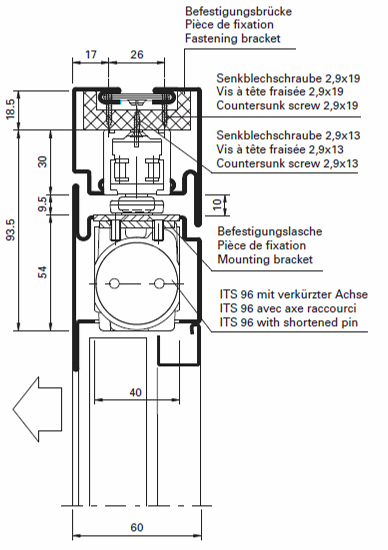 Befestigungsbrücke
Pièce de fixation
Fastening bracket
17
26
Senkblechschraube 2,9x19
Vis à tête fraisée 2,9x19
Countersunk screw 2,9x19
18.5
Senkblechschraube 2,9x13
Vis à tête fraisée 2,9x13
Countersunk screw 2,9x13
30
9.5
10
93.5
54
Befestigungslasche
Pièce de fixation
Mounting bracket
ITS 96 mit verkürzter Achse
ITS 96 avec axe raccourci
ITS 96 with shortened pin
40
60